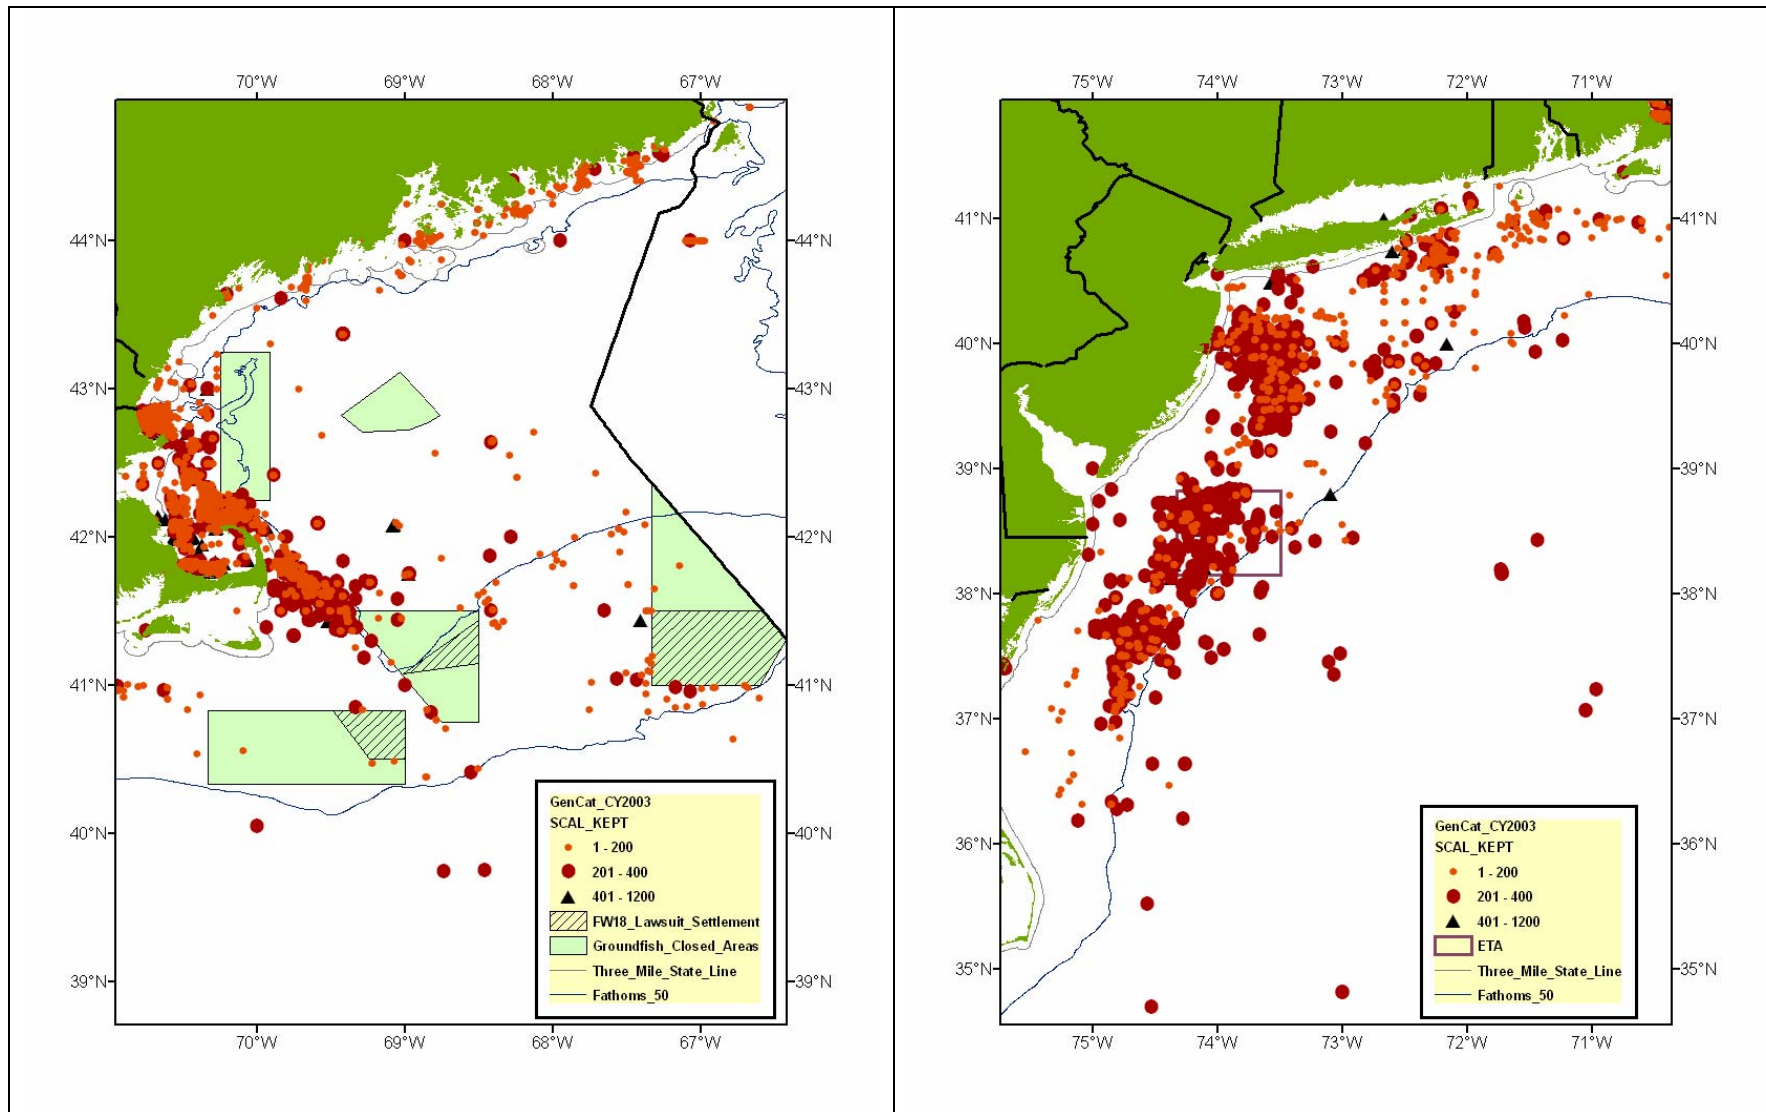 70°W 69°W 68°W 67°W
44°N 44°N
43°N 43°N
42°N 42°N
41°N 41°N
40°N 40°N
39°N 39°N
70°W 69°W 68°W 67°W
GenCat_CY2003
SCAL_KEPT
1 - 200
201 - 400
401 - 1200
FW18_Lawsuit_Settlement
Groundfish_Closed_Areas
Three_Mile_State_Line
Fathoms_50
75°W 74°W 73°W 72°W 71°W
41°N 41°N
40°N 40°N
39°N 39°N
38°N 38°N
37°N 37°N
36°N 36°N
35°N 35°N
75°W 74°W 73°W 72°W 71°W
GenCat_CY2003
SCAL_KEPT
1 - 200
201 - 400
401 - 1200
ETA
Three_Mile_State_Line
Fathoms_50